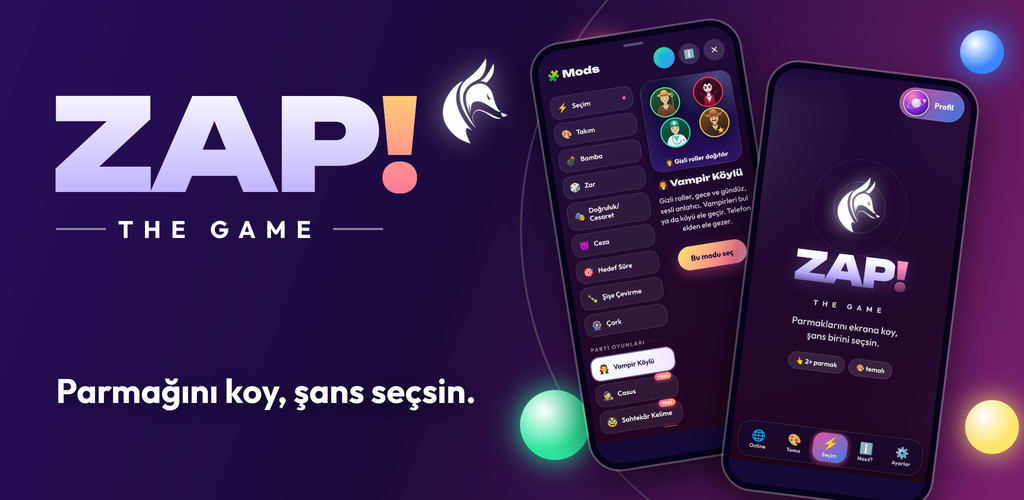 ZAP!
THE GAME
Parmağını koy, şans seçsin.
Mods
Seçim
Takım
Bomba
Zar
Doğruluk/
Cesaret
Ceza
Hedef Süre
Şişe Çevirme
Çark
PARTİ OYUNLARI
Vampir Köylü
YENİ
Casus
YENİ
Sahtekâr Kelime
Gizli roller dağıtılır
Vampir Köylü
Gizli roller, gece ve gündüz,
sesli anlatıcı. Vampirleri bul
ya da köyü ele geçir. Telefon
elden ele gezer.
Bu modu seç
Profil
ZAP!
THE GAME
Parmaklarını ekrana koy,
şans birini seçsin.
2+ parmak
temalı
Online
Tema
Seçim
Nasıl?
Ayarlar